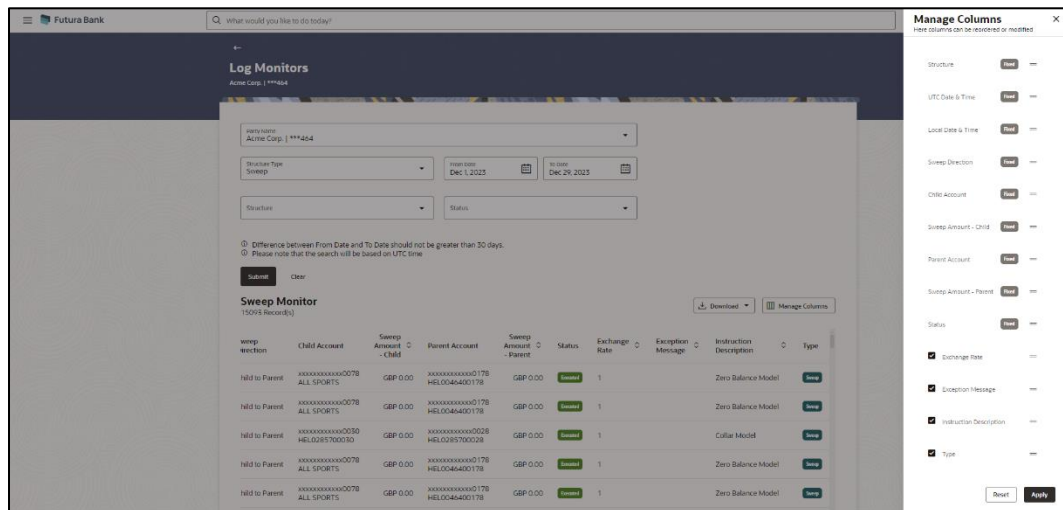 Futura Bank
What would you like to do today?
Log Monitors
Acme Corp. | ***464
Party Name
Acme Corp. | ***464
Structure Type
Sweep
From Date
Dec 1, 2023
To Date
Dec 29, 2023
Structure
Status
Difference between From Date and To Date should not be greater than 30 days.
Please note that the search will be based on UTC time
Submit Clear
Sweep Monitor
15093 Record(s)
Download Manage Columns
weep
irection
Child Account
Sweep
Amount
- Child
Parent Account
Sweep
Amount
- Parent
Status
Exchange
Rate
Exception
Message
Instruction
Description
Type
hild to Parent xxxxxxxxxxxx0078 GBP 0.00 xxxxxxxxxxxx0178 GBP 0.00 Executed 1 Zero Balance Model Sweep
ALL SPORTS HEL0046400178
hild to Parent xxxxxxxxxxxx0078 GBP 0.00 xxxxxxxxxxxx0178 GBP 0.00 Executed 1 Zero Balance Model Sweep
ALL SPORTS HEL0046400178
hild to Parent xxxxxxxxxxxx0030 GBP 0.00 xxxxxxxxxxxx0028 GBP 0.00 Executed 1 Collar Model Sweep
HEL0285700030 HEL0285700028
hild to Parent xxxxxxxxxxxx0078 GBP 0.00 xxxxxxxxxxxx0178 GBP 0.00 Executed 1 Zero Balance Model Sweep
ALL SPORTS HEL0046400178
hild to Parent xxxxxxxxxxxx0078 GBP 0.00 xxxxxxxxxxxx0178 GBP 0.00 Executed 1 Zero Balance Model Sweep
ALL SPORTS HEL0046400178
Manage Columns
Here columns can be reordered or modified
Structure Fixed
UTC Date & Time Fixed
Local Date & Time Fixed
Sweep Direction Fixed
Child Account Fixed
Sweep Amount - Child Fixed
Parent Account Fixed
Sweep Amount - Parent Fixed
Status Fixed
Exchange Rate
Exception Message
Instruction Description
Type
Reset Apply